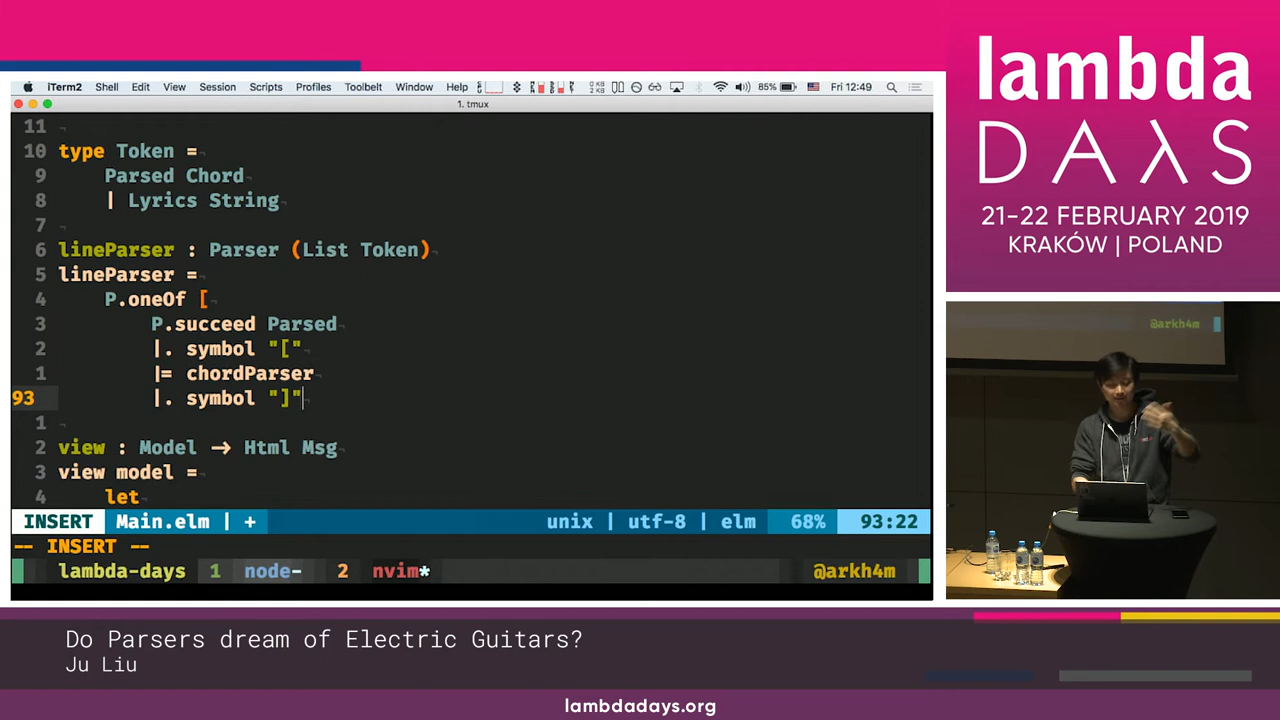 iTerm2 Shell Edit View Session Scripts Profiles Toolbelt Window Help 85% Fri 12:49
1. tmux
11
10 type Token =
9 Parsed Chord
8 | Lyrics String
7
6 lineParser : Parser (List Token)
5 lineParser =
4 P.oneOf [
3 P.succeed Parsed
2 |. symbol "["
1 |= chordParser
93 |. symbol "]"
1
2 view : Model → Html Msg
3 view model =
4 let
INSERT Main.elm | + unix | utf-8 | elm 68% 93:22
-- INSERT --
lambda-days 1 node- 2 nvim* @arkh4m
lambda
DAλS
21-22 FEBRUARY 2019
KRAKÓW | POLAND
@arkh4m
Do Parsers dream of Electric Guitars?
Ju Liu
lambdadays.org